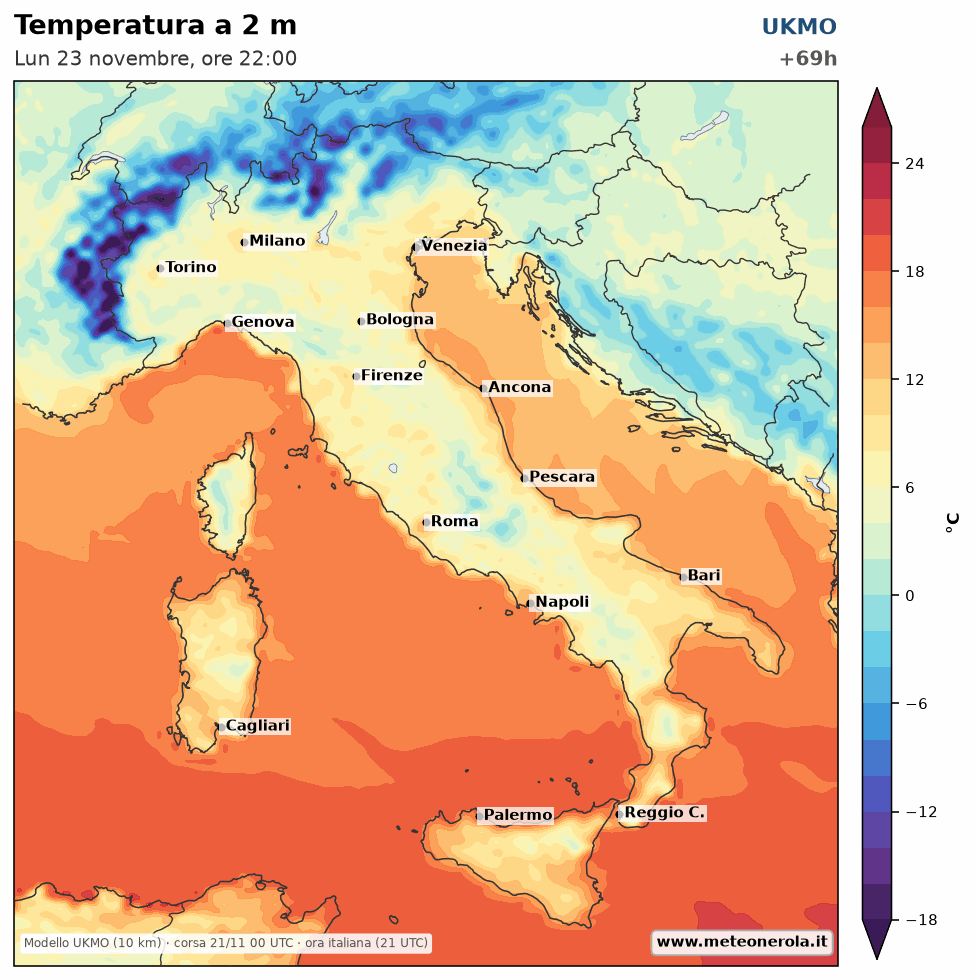 Temperatura a 2 m
UKMO
Lun 23 novembre, ore 22:00
+69h
Milano
Venezia
Torino
Genova
Bologna
Firenze
Ancona
Pescara
Roma
Bari
Napoli
Cagliari
Palermo
Reggio C.
24
18
12
6
0
−6
−12
−18
°C
Modello UKMO (10 km) · corsa 21/11 00 UTC · ora italiana (21 UTC)
www.meteonerola.it